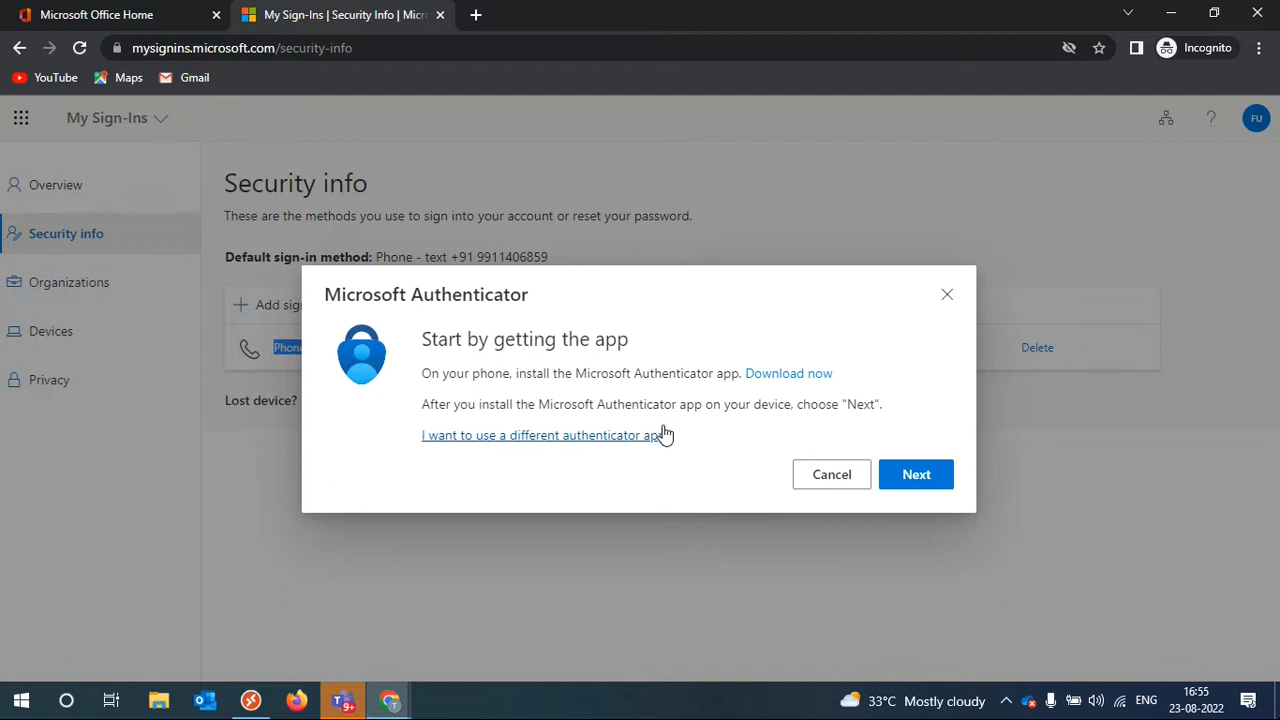 Microsoft Office Home
My Sign-Ins | Security Info | Micr
mysignins.microsoft.com/security-info
Incognito
YouTube
Maps
Gmail
My Sign-Ins
?
FU
Overview
Security info
Organizations
Devices
Privacy
Security info
These are the methods you use to sign into your account or reset your password.
Default sign-in method: Phone - text +91 9911406859
Add sig
Phon
Delete
Lost device?
Microsoft Authenticator
Start by getting the app
On your phone, install the Microsoft Authenticator app. Download now
After you install the Microsoft Authenticator app on your device, choose "Next".
I want to use a different authenticator ap
Cancel
Next
9+
T
33°C Mostly cloudy
ENG
16:55
23-08-2022